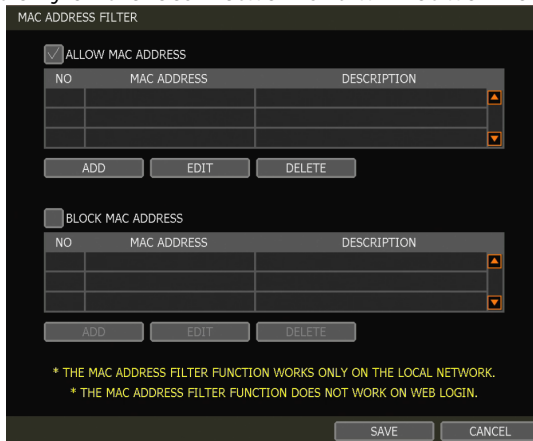 MAC ADDRESS FILTER
ALLOW MAC ADDRESS
NO MAC ADDRESS DESCRIPTION
ADD EDIT DELETE
BLOCK MAC ADDRESS
NO MAC ADDRESS DESCRIPTION
ADD EDIT DELETE
* THE MAC ADDRESS FILTER FUNCTION WORKS ONLY ON THE LOCAL NETWORK.
* THE MAC ADDRESS FILTER FUNCTION DOES NOT WORK ON WEB LOGIN.
SAVE CANCEL